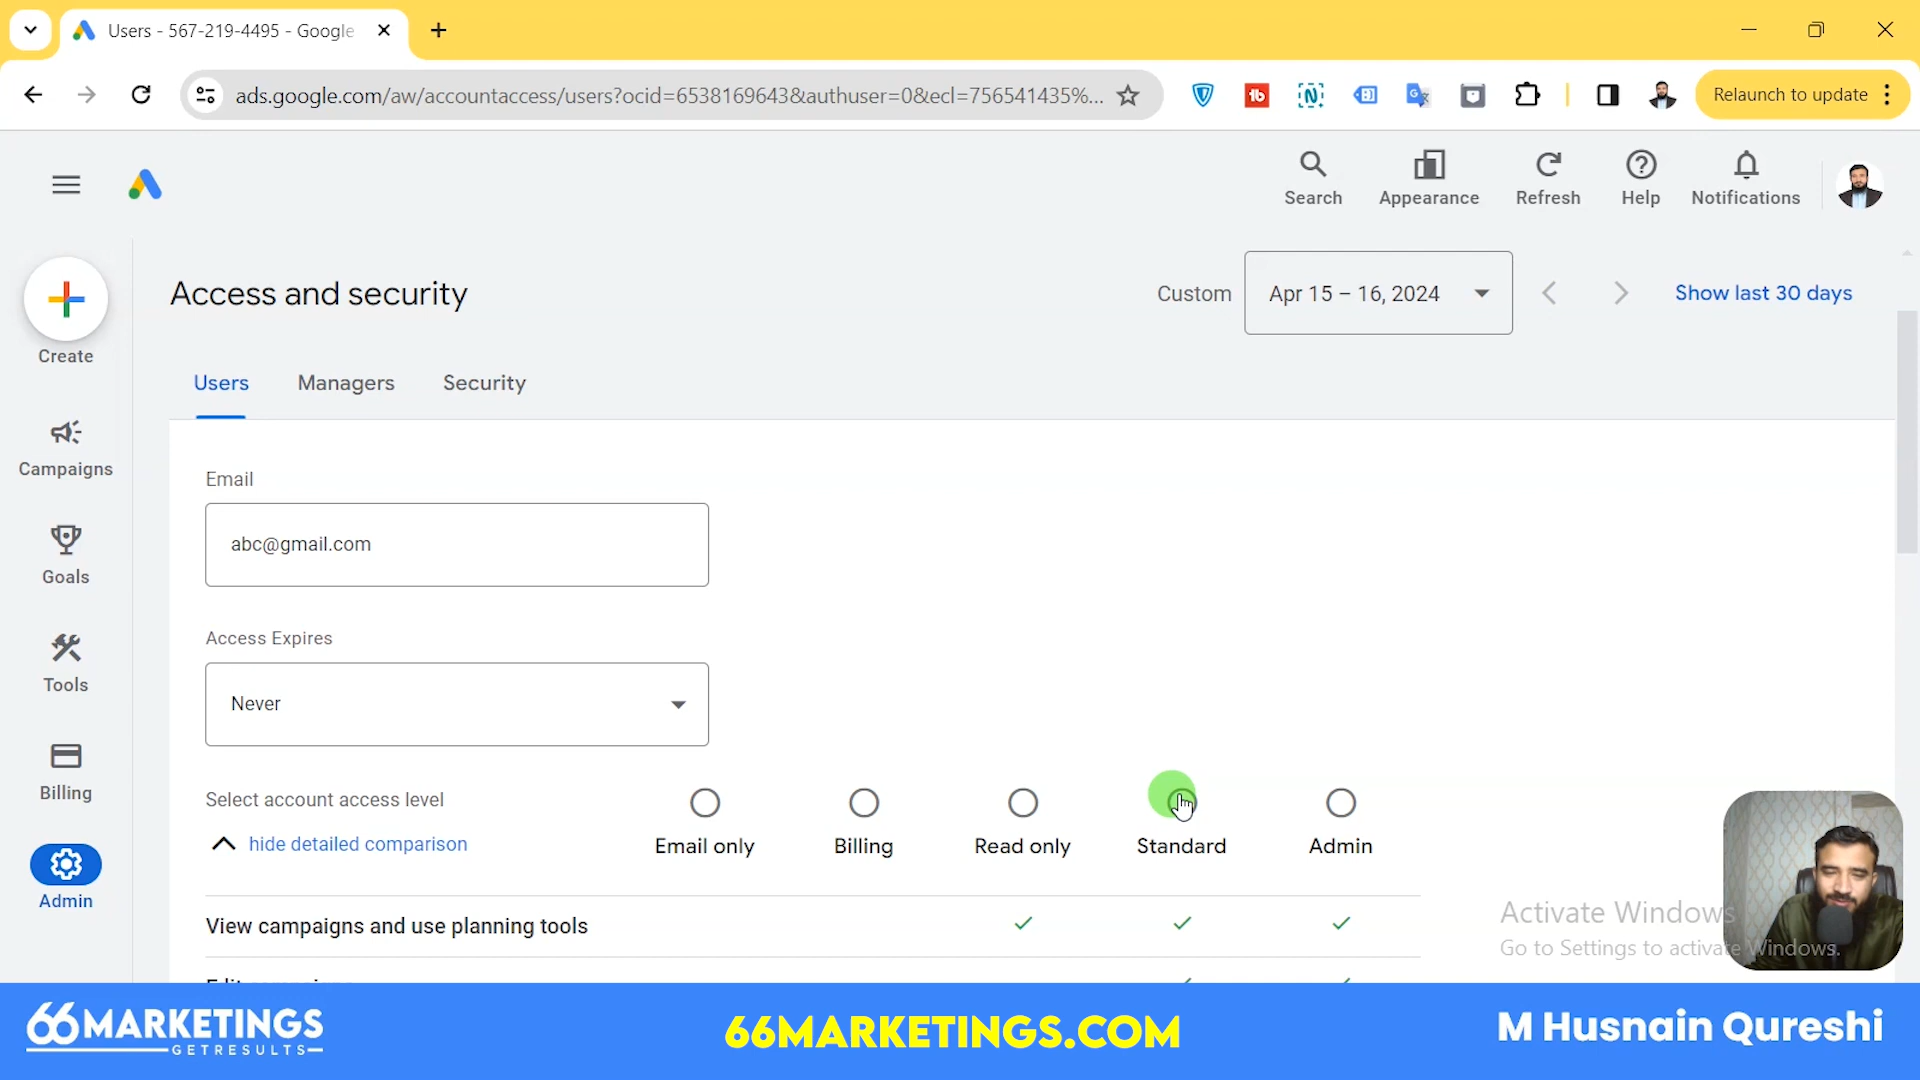 Users - 567-219-4495 - Google
ads.google.com/aw/accountaccess/users?ocid=6538169643&authuser=0&ecl=756541435%...
Relaunch to update
Search
Appearance
Refresh
Help
Notifications
Create
Campaigns
Goals
Tools
Billing
Admin
Access and security
Custom
Apr 15 – 16, 2024
Show last 30 days
Users
Managers
Security
Email
abc@gmail.com
Access Expires
Never
Select account access level
hide detailed comparison
Email only
Billing
Read only
Standard
Admin
View campaigns and use planning tools
Activate Windows
Go to Settings to activate Windows.
66MARKETINGS
GETRESULTS
66MARKETINGS.COM
M Husnain Qureshi